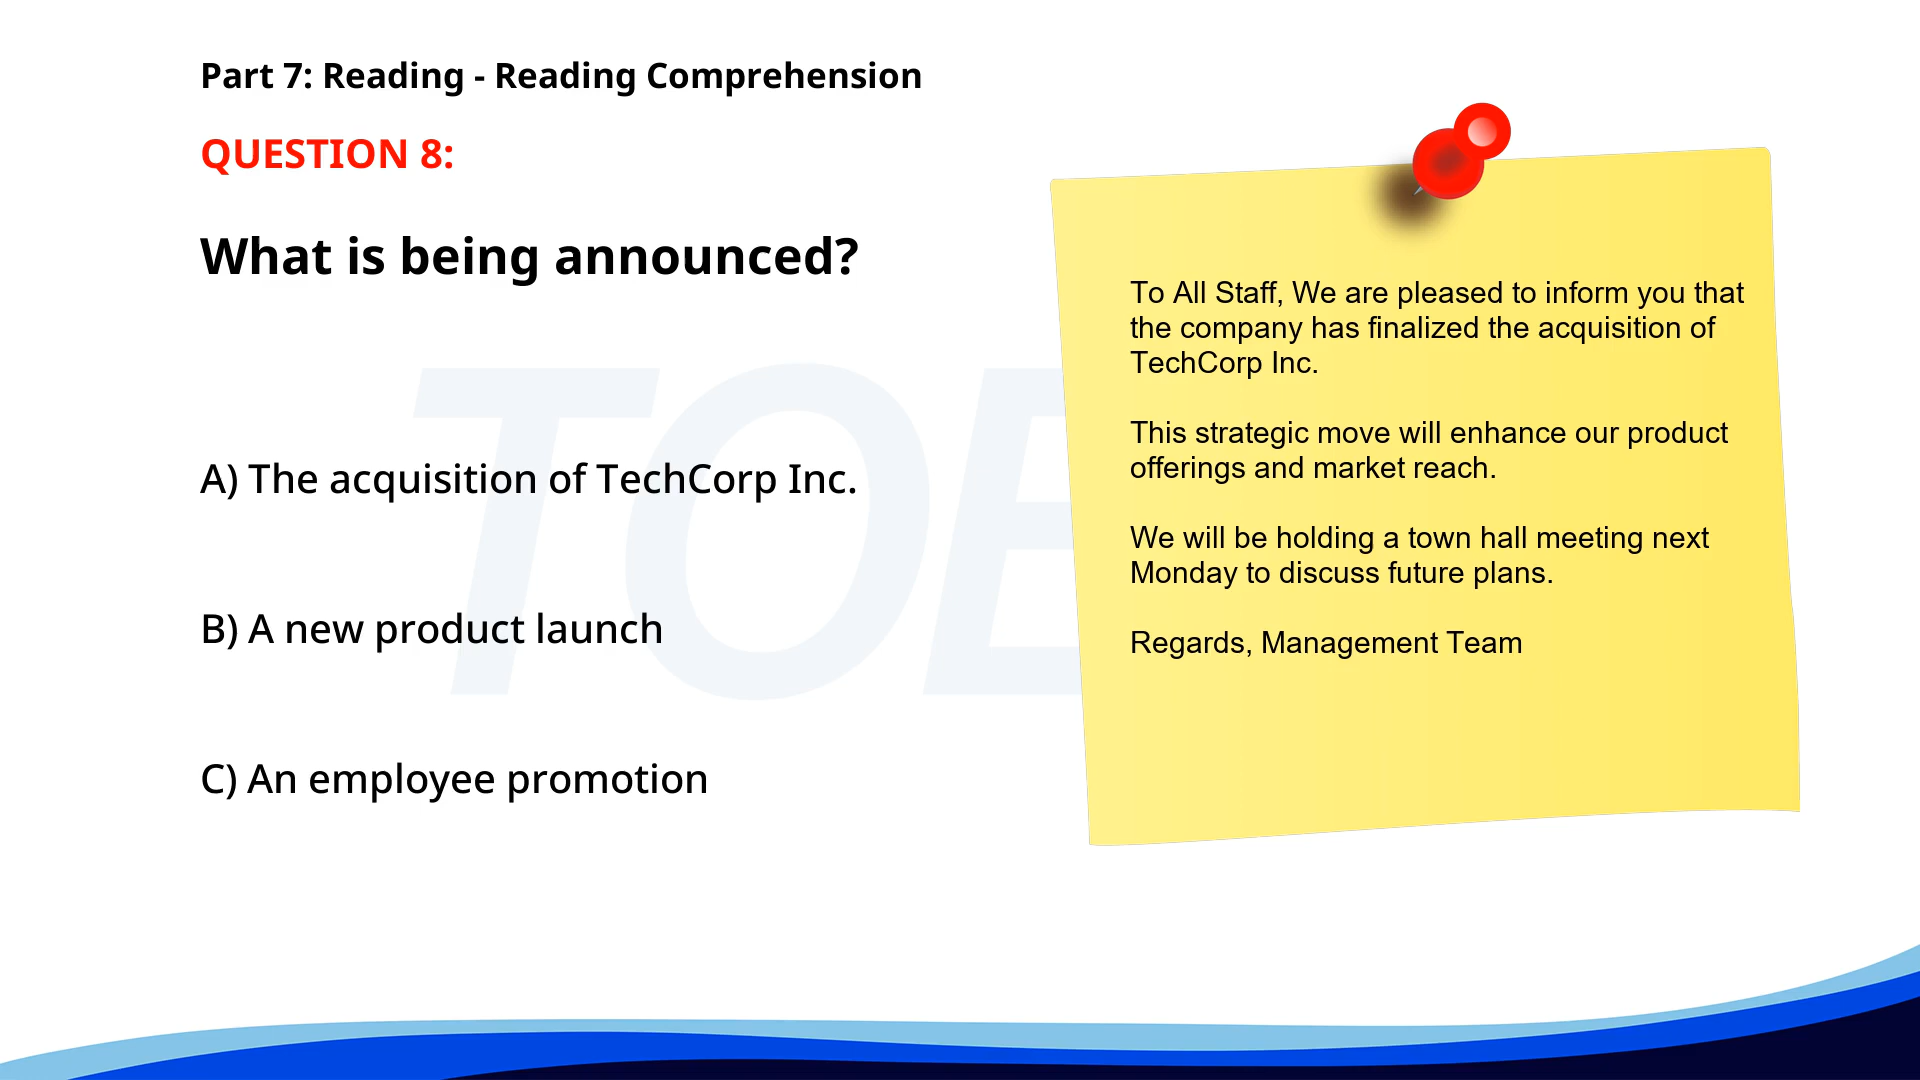 Part 7: Reading - Reading Comprehension
QUESTION 8:
What is being announced?
A) The acquisition of TechCorp Inc.
B) A new product launch
C) An employee promotion
To All Staff, We are pleased to inform you that
the company has finalized the acquisition of
TechCorp Inc.
This strategic move will enhance our product
offerings and market reach.
We will be holding a town hall meeting next
Monday to discuss future plans.
Regards, Management Team
TOE